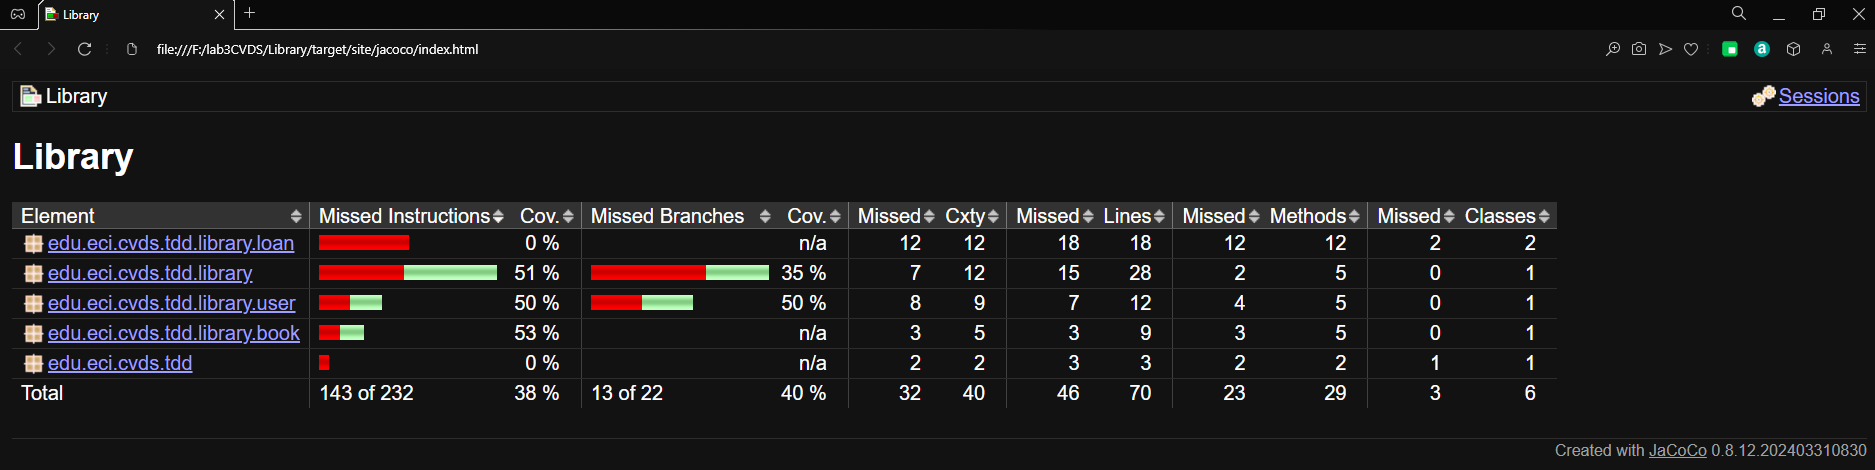 Library
file:///F:/lab3CVDS/Library/target/site/jacoco/index.html
Library Sessions
Library
Element Missed Instructions Cov. Missed Branches Cov. Missed Cxty Missed Lines Missed Methods Missed Classes
edu.eci.cvds.tdd.library.loan 0 % n/a 12 12 18 18 12 12 2 2
edu.eci.cvds.tdd.library 51 % 35 % 7 12 15 28 2 5 0 1
edu.eci.cvds.tdd.library.user 50 % 50 % 8 9 7 12 4 5 0 1
edu.eci.cvds.tdd.library.book 53 % n/a 3 5 3 9 3 5 0 1
edu.eci.cvds.tdd 0 % n/a 2 2 3 3 2 2 1 1
Total 143 of 232 38 % 13 of 22 40 % 32 40 46 70 23 29 3 6
Created with JaCoCo 0.8.12.202403310830